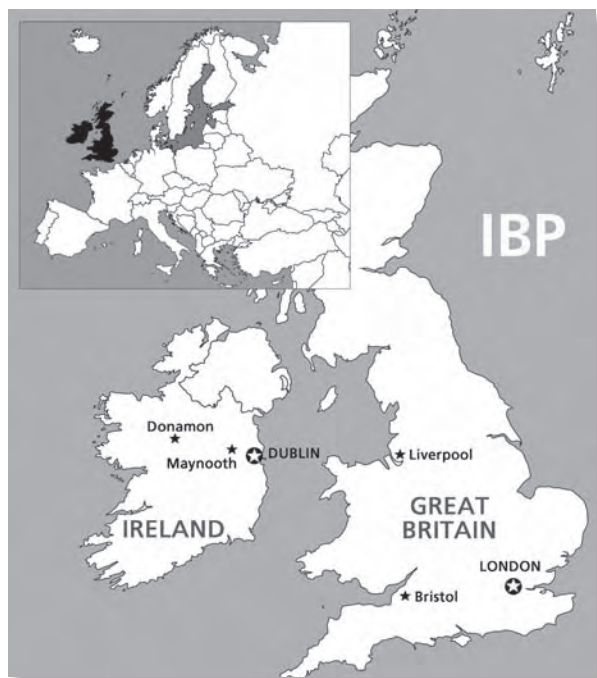 IBP
Donamon
Maynooth
DUBLIN
IRELAND
Liverpool
GREAT
BRITAIN
LONDON
Bristol